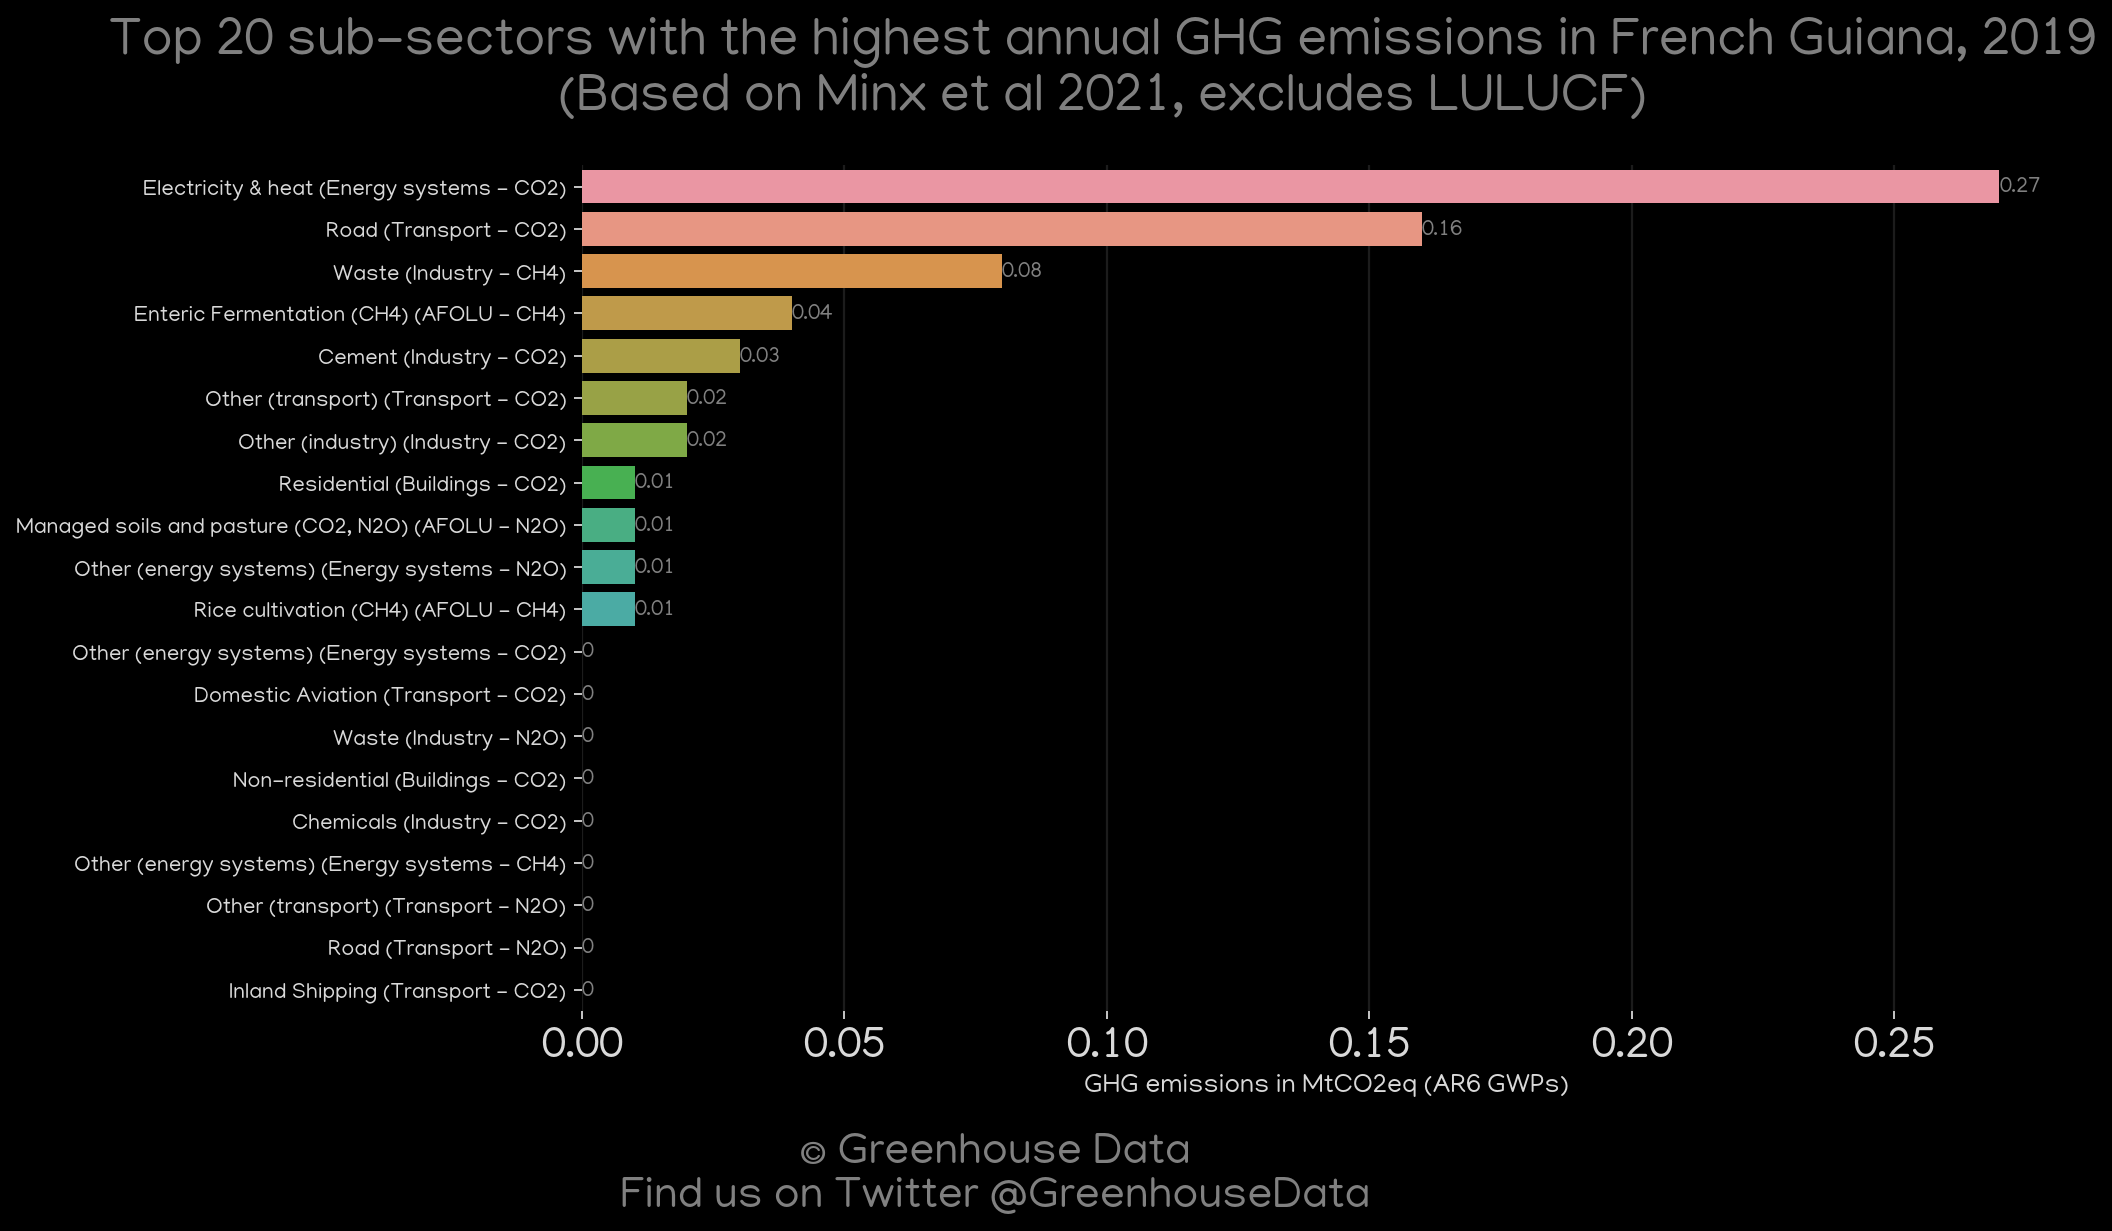 Top 20 sub-sectors with the highest annual GHG emissions in French Guiana, 2019
(Based on Minx et al 2021, excludes LULUCF)
Electricity & heat (Energy systems - CO2) 0.27
Road (Transport - CO2) 0.16
Waste (Industry - CH4) 0.08
Enteric Fermentation (CH4) (AFOLU - CH4) 0.04
Cement (Industry - CO2) 0.03
Other (transport) (Transport - CO2) 0.02
Other (industry) (Industry - CO2) 0.02
Residential (Buildings - CO2) 0.01
Managed soils and pasture (CO2, N2O) (AFOLU - N2O) 0.01
Other (energy systems) (Energy systems - N2O) 0.01
Rice cultivation (CH4) (AFOLU - CH4) 0.01
Other (energy systems) (Energy systems - CO2) 0
Domestic Aviation (Transport - CO2) 0
Waste (Industry - N2O) 0
Non-residential (Buildings - CO2) 0
Chemicals (Industry - CO2) 0
Other (energy systems) (Energy systems - CH4) 0
Other (transport) (Transport - N2O) 0
Road (Transport - N2O) 0
Inland Shipping (Transport - CO2) 0
0.00 0.05 0.10 0.15 0.20 0.25
GHG emissions in MtCO2eq (AR6 GWPs)
© Greenhouse Data
Find us on Twitter @GreenhouseData